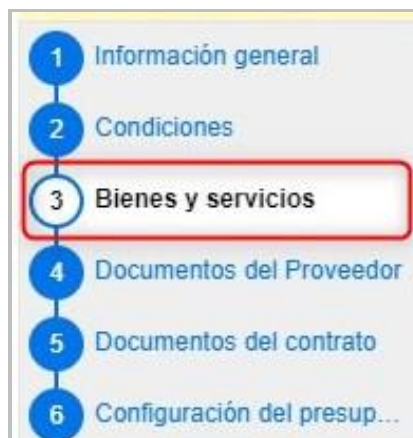 1 Información general
2 Condiciones
3 Bienes y servicios
4 Documentos del Proveedor
5 Documentos del contrato
6 Configuración del presup...